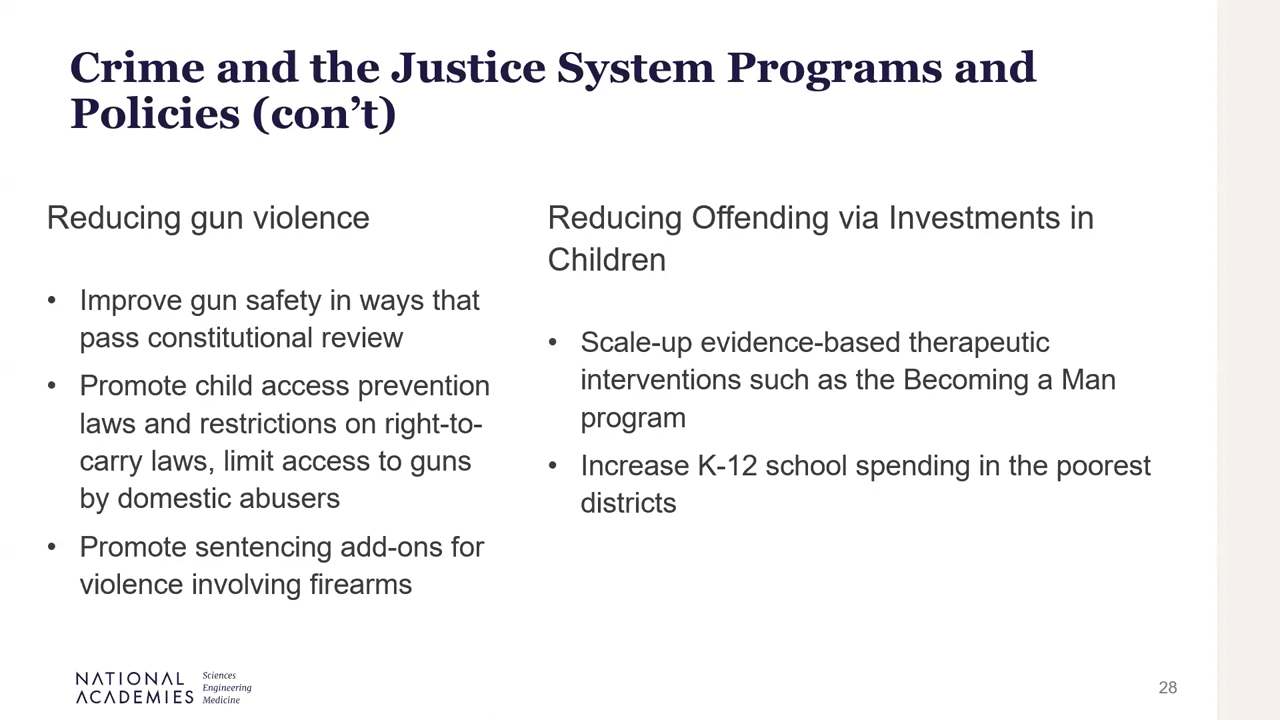 Crime and the Justice System Programs and
Policies (con’t)
Reducing gun violence
• Improve gun safety in ways that
pass constitutional review
• Promote child access prevention
laws and restrictions on right-to-
carry laws, limit access to guns
by domestic abusers
• Promote sentencing add-ons for
violence involving firearms
Reducing Offending via Investments in
Children
• Scale-up evidence-based therapeutic
interventions such as the Becoming a Man
program
• Increase K-12 school spending in the poorest
districts
NATIONAL
ACADEMIES
Sciences
Engineering
Medicine
28